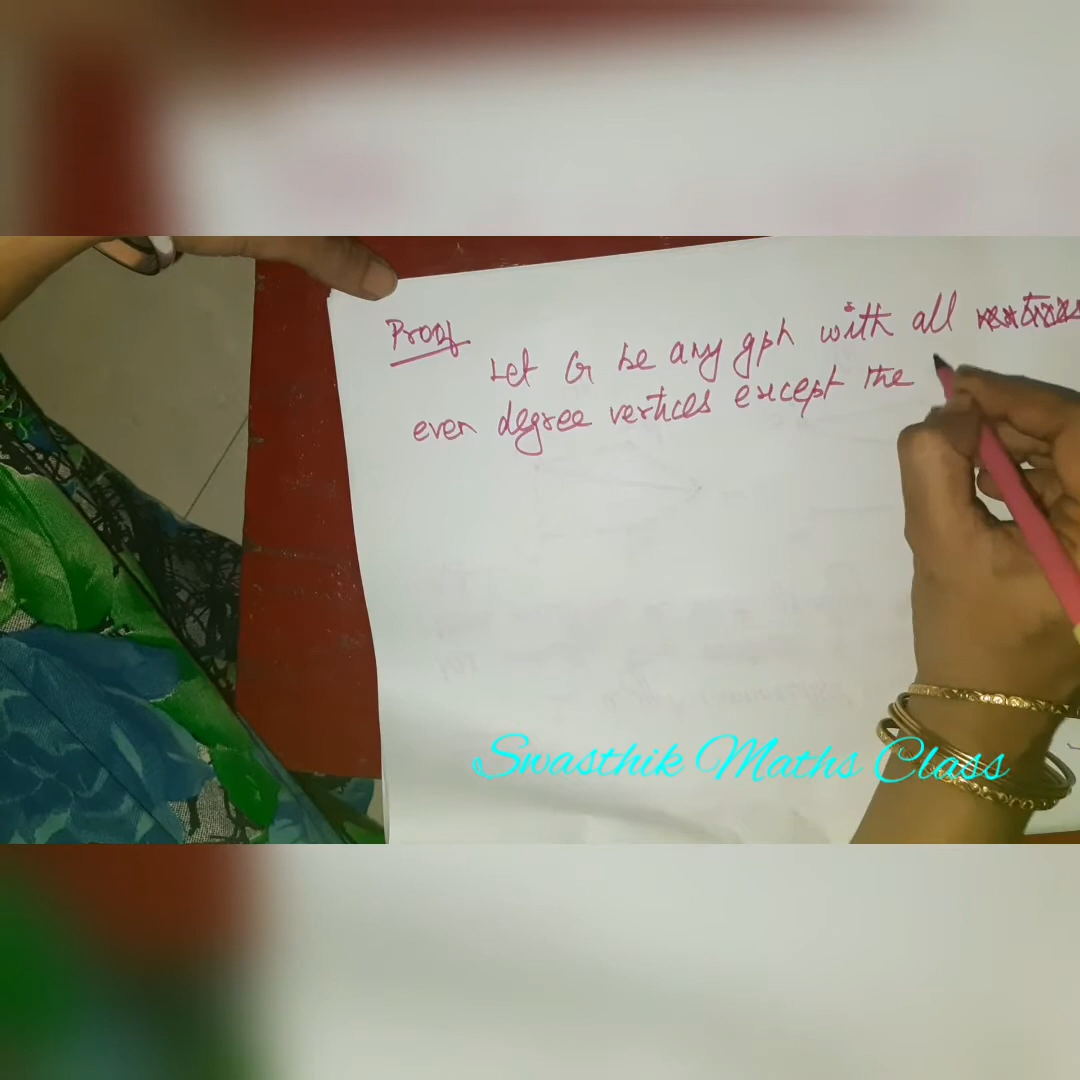 Proof
Let G be any gph with all
even degree vertices except the
Swasthik Maths Class